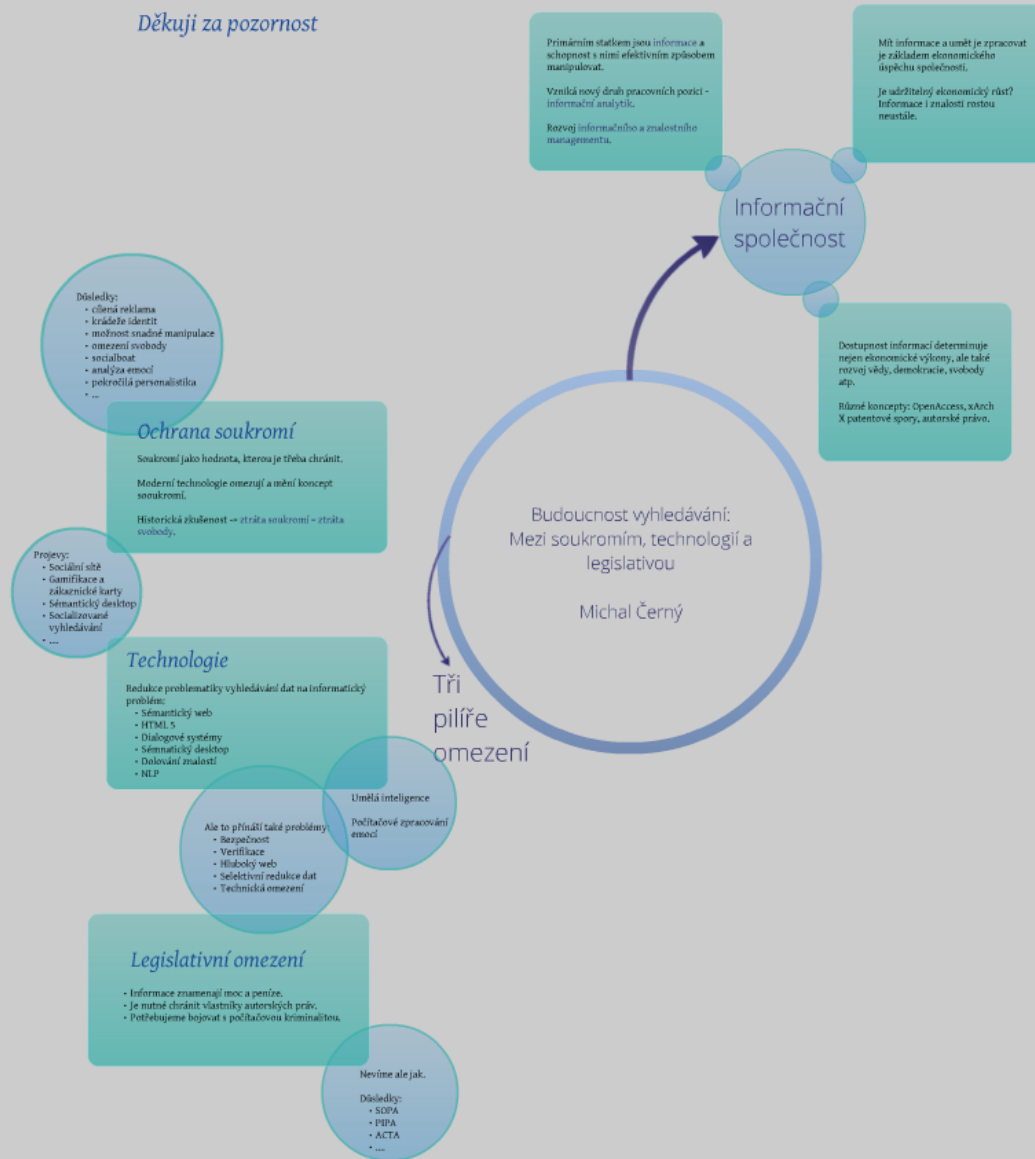 Děkuji za pozornost
Primárním statkem jsou informace a
schopnost s nimi efektivním způsobem
manipulovat.
Vzniká nový druh pracovních pozicí -
informační analytik.
Rozvoj informačního a znalostního
managementu.
Mít informace a umět je zpracovat
je základem ekonomického
úspěchu společnosti.
Je udržitelný ekonomický růst?
Informace i znalosti rostou
neustále.
Informační
společnost
Dostupnost informací determinuje
nejen ekonomické výkony, ale také
rozvoj vědy, demokracie, svobody
atp.
Různé koncepty: OpenAccess, xArch
X patentové spory, autorské právo.
Budoucnost vyhledávání:
Mezi soukromím, technologií a
legislativou
Michal Černý
Tři
pilíře
omezení
Důsledky:
• cílená reklama
• krádeže identit
• možnost snadné manipulace
• omezení svobody
• socialboat
• analýza emocí
• pokročilá personalistika
• ...
Ochrana soukromí
Soukromí jako hodnota, kterou je třeba chránit.
Moderní technologie omezují a mění koncept
sooukromí.
Historická zkušenost -- ztráta soukromí = ztráta
svobody.
Projevy:
• Sociální sítě
• Gamifikace a
zákaznické karty
• Sémantický desktop
• Socializované
vyhledávání
• ....
Technologie
Redukce problematiky vyhledávání dat na informatický
problém:
• Sémantický web
• HTML 5
• Dialogové systémy
• Sémnatický desktop
• Dolování znalostí
• NLP
Umělá inteligence
Počítačové zpracování
emocí
Ale to přináší také problémy:
• Bezpečnost
• Verifikace
• Hluboký web
• Selektivní redukce dat
• Technická omezení
Legislativní omezení
• Informace znamenají moc a peníze.
• Je nutné chránit vlastníky autorských práv.
• Potřebujeme bojovat s počítačovou kriminalitou.
Nevíme ale jak.
Důsledky:
• SOPA
• PIPA
• ACTA
• ....